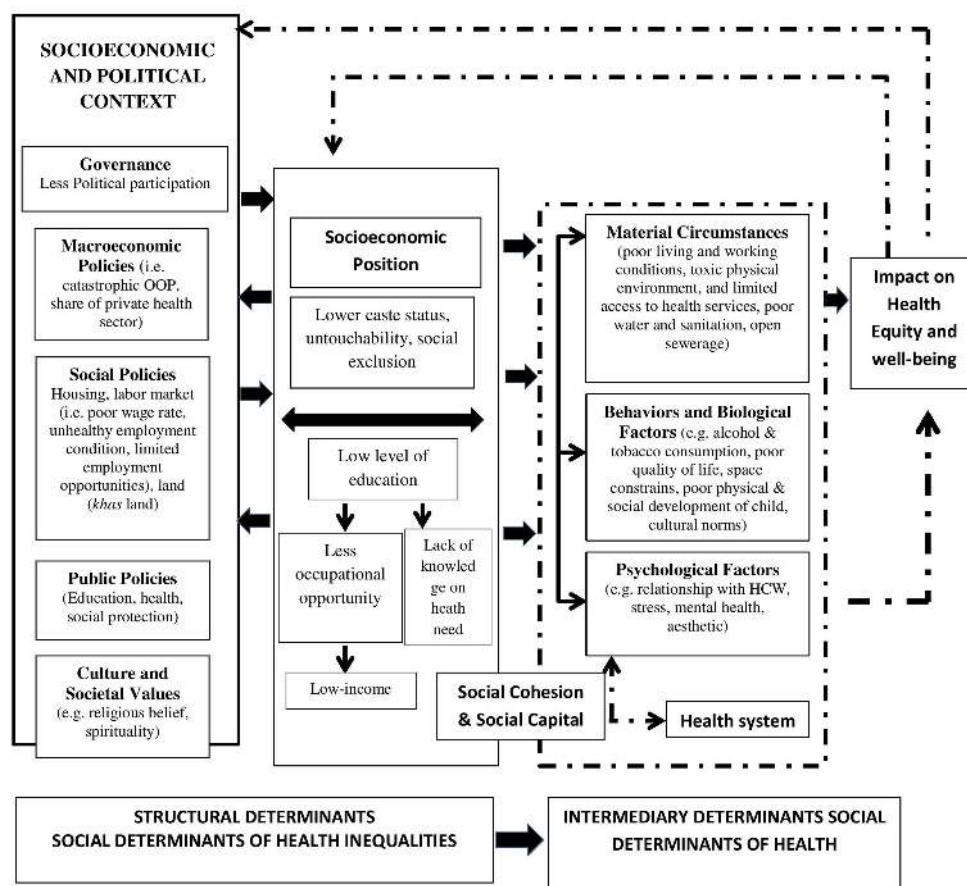 SOCIOECONOMIC
AND POLITICAL
CONTEXT
Governance
Less Political participation
Macroeconomic
Policies (i.e.
catastrophic OOP,
share of private health
sector)
Social Policies
Housing, labor market
(i.e. poor wage rate,
unhealthy employment
condition, limited
employment
opportunities), land
(khas land)
Public Policies
(Education, health,
social protection)
Culture and
Societal Values
(e.g. religious belief,
spirituality)
Socioeconomic
Position
Lower caste status,
untouchability, social
exclusion
Low level of
education
Less
occupational
opportunity
Lack of
knowled
ge on
heath
need
Low-income
Social Cohesion
& Social Capital
Material Circumstances
(poor living and working
conditions, toxic physical
environment, and limited
access to health services, poor
water and sanitation, open
sewerage)
Behaviors and Biological
Factors (e.g. alcohol &
tobacco consumption, poor
quality of life, space
constrains, poor physical &
social development of child,
cultural norms)
Psychological Factors
(e.g. relationship with HCW,
stress, mental health,
aesthetic)
Health system
Impact on
Health
Equity and
well-being
STRUCTURAL DETERMINANTS
SOCIAL DETERMINANTS OF HEALTH INEQUALITIES
INTERMEDIARY DETERMINANTS SOCIAL
DETERMINANTS OF HEALTH